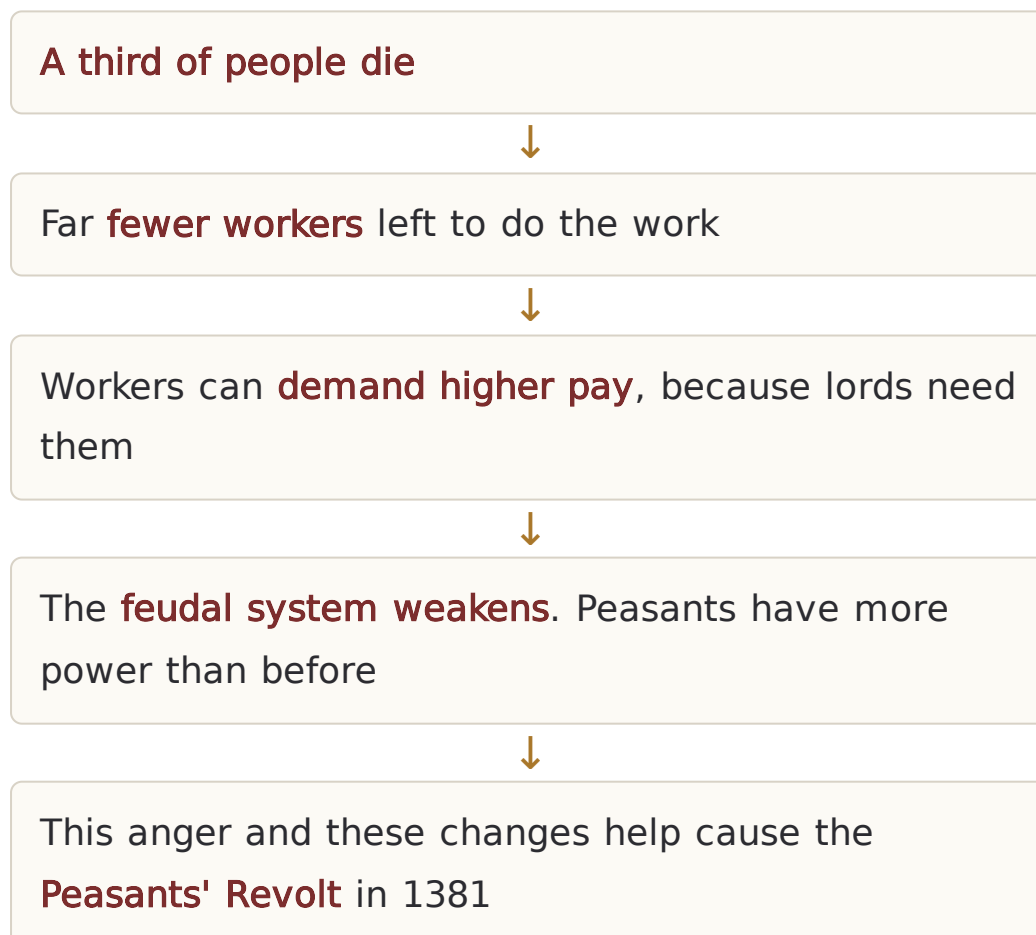 A third of people die
↓
Far fewer workers left to do the work
↓
Workers can demand higher pay, because lords need
them
↓
The feudal system weakens. Peasants have more
power than before
↓
This anger and these changes help cause the
Peasants' Revolt in 1381